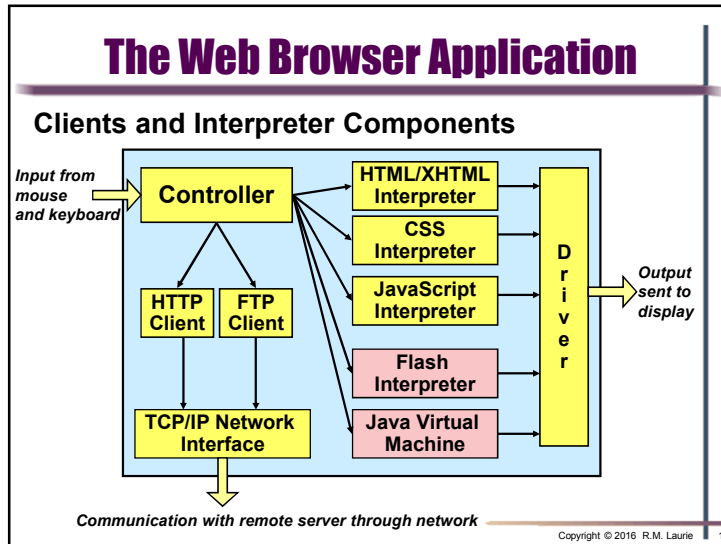 The Web Browser Application
Clients and Interpreter Components
Input from
mouse
and keyboard
Controller
HTML/XHTML
Interpreter
CSS
Interpreter
JavaScript
Interpreter
Flash
Interpreter
Java Virtual
Machine
D
r
i
v
e
r
Output
sent to
display
HTTP
Client
FTP
Client
TCP/IP Network
Interface
Communication with remote server through network
Copyright © 2016 R.M. Laurie 1